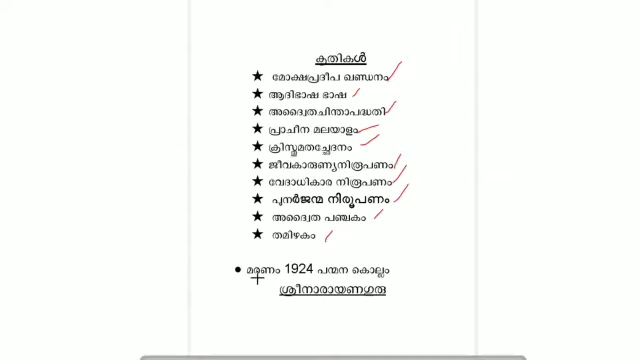 കൃതികൾ
★ മോക്ഷപ്രദീപ ഖണ്ഡനം
★ ആദിഭാഷ ഭാഷ
★ അദ്വൈതചിന്താപദ്ധതി
★ പ്രാചീന മലയാളം
★ ക്രിസ്തുമതച്ഛേദനം
★ ജീവകാരുണ്യനിരൂപണം
★ വേദാധികാര നിരൂപണം
★ പുനർജന്മ നിരൂപണം
★ അദ്വൈത പഞ്ചകം
★ തമിഴകം
• മരണം 1924 പന്മന കൊല്ലം
ശ്രീനാരായണഗുരു